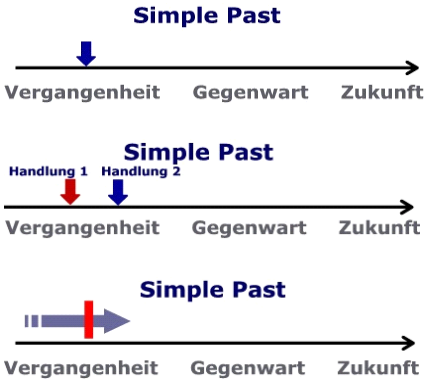 Simple Past
Vergangenheit Gegenwart Zukunft
Simple Past
Handlung 1 Handlung 2
Vergangenheit Gegenwart Zukunft
Simple Past
Vergangenheit Gegenwart Zukunft